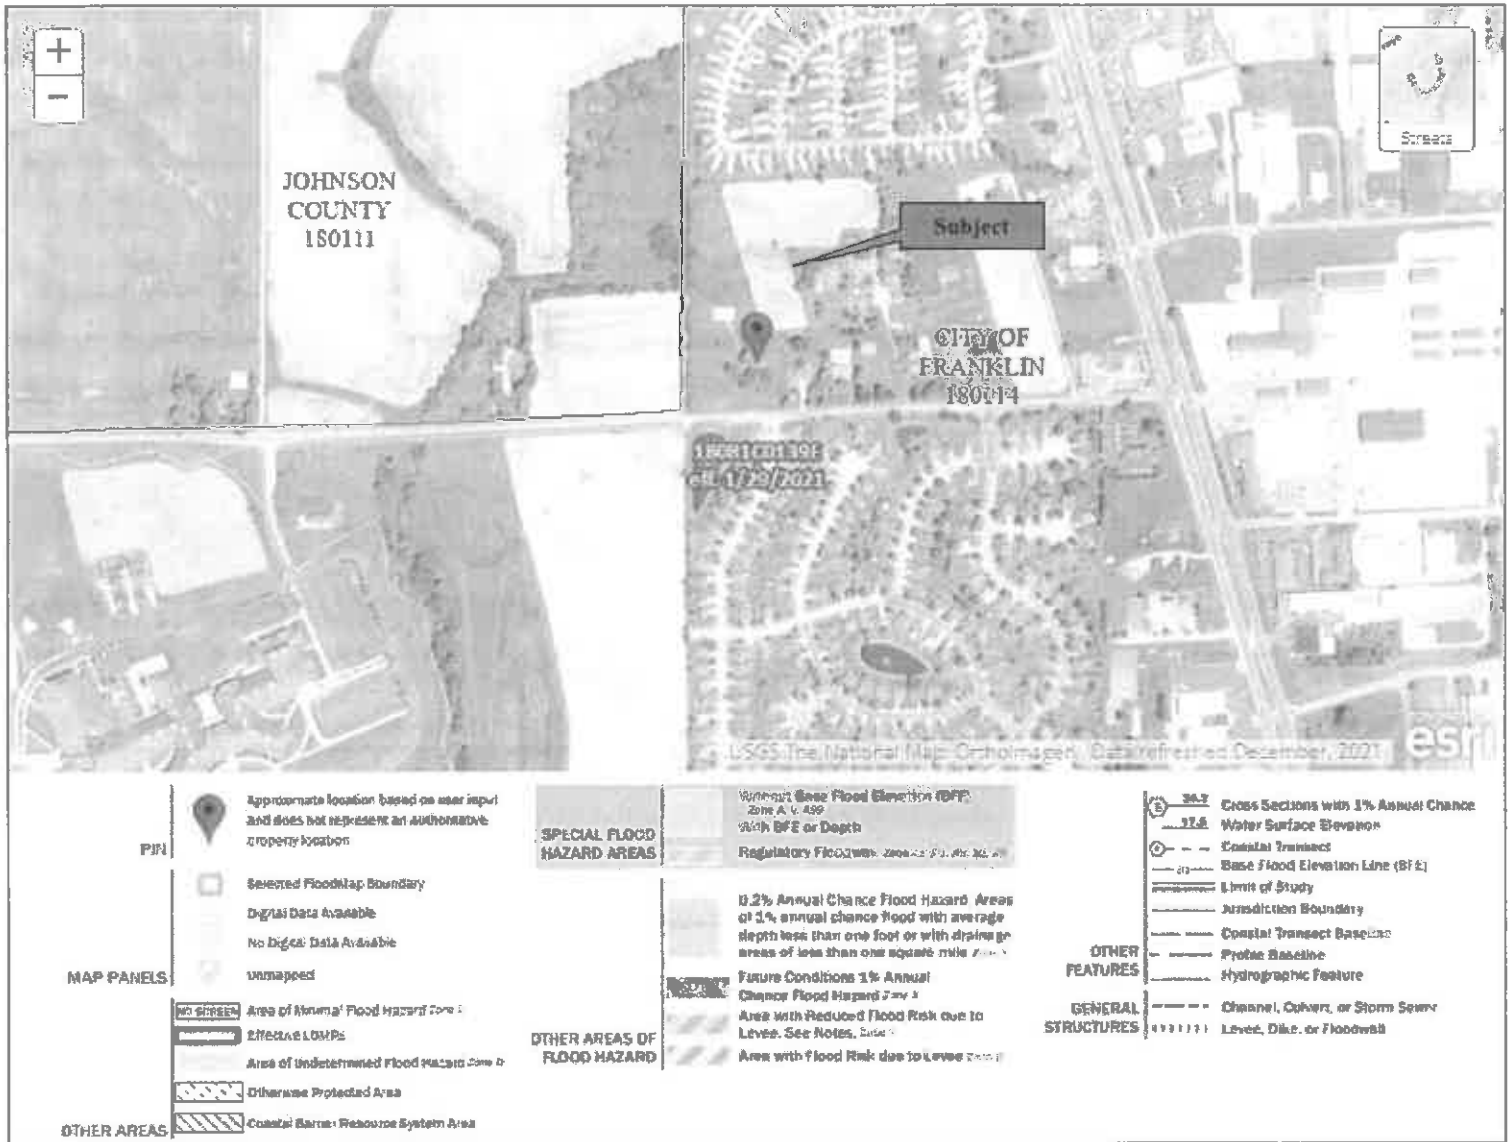 +
−
Streets
JOHNSON
COUNTY
180111
Subject
CITY OF
FRANKLIN
180114
eff. 1/29/2021
USGS The National Map: Orthoimagery. Data refreshed December, 2021
esri
PIN
Approximate location based on user input
and does not represent an authoritative
property location
Selected FloodMap Boundary
Digital Data Available
No Digital Data Available
Unmapped
MAP PANELS
NO SCREEN Area of Minimal Flood Hazard Zone X
Effective LOMRs
Area of Undetermined Flood Hazard Zone D
Otherwise Protected Area
Coastal Barrier Resource System Area
OTHER AREAS
SPECIAL FLOOD
HAZARD AREAS
Without Base Flood Elevation (BFE)
Zone A, V, A99
With BFE or Depth
Regulatory Floodway
0.2% Annual Chance Flood Hazard, Areas
of 1% annual chance flood with average
depth less than one foot or with drainage
areas of less than one square mile
Future Conditions 1% Annual
Chance Flood Hazard Zone X
Area with Reduced Flood Risk due to
Levee. See Notes.
Area with Flood Risk due to Levee
OTHER AREAS OF
FLOOD HAZARD
Cross Sections with 1% Annual Chance
17.5 Water Surface Elevation
Coastal Transect
Base Flood Elevation Line (BFE)
Limit of Study
Jurisdiction Boundary
Coastal Transect Baseline
Profile Baseline
Hydrographic Feature
OTHER
FEATURES
Channel, Culvert, or Storm Sewer
Levee, Dike, or Floodwall
GENERAL
STRUCTURES